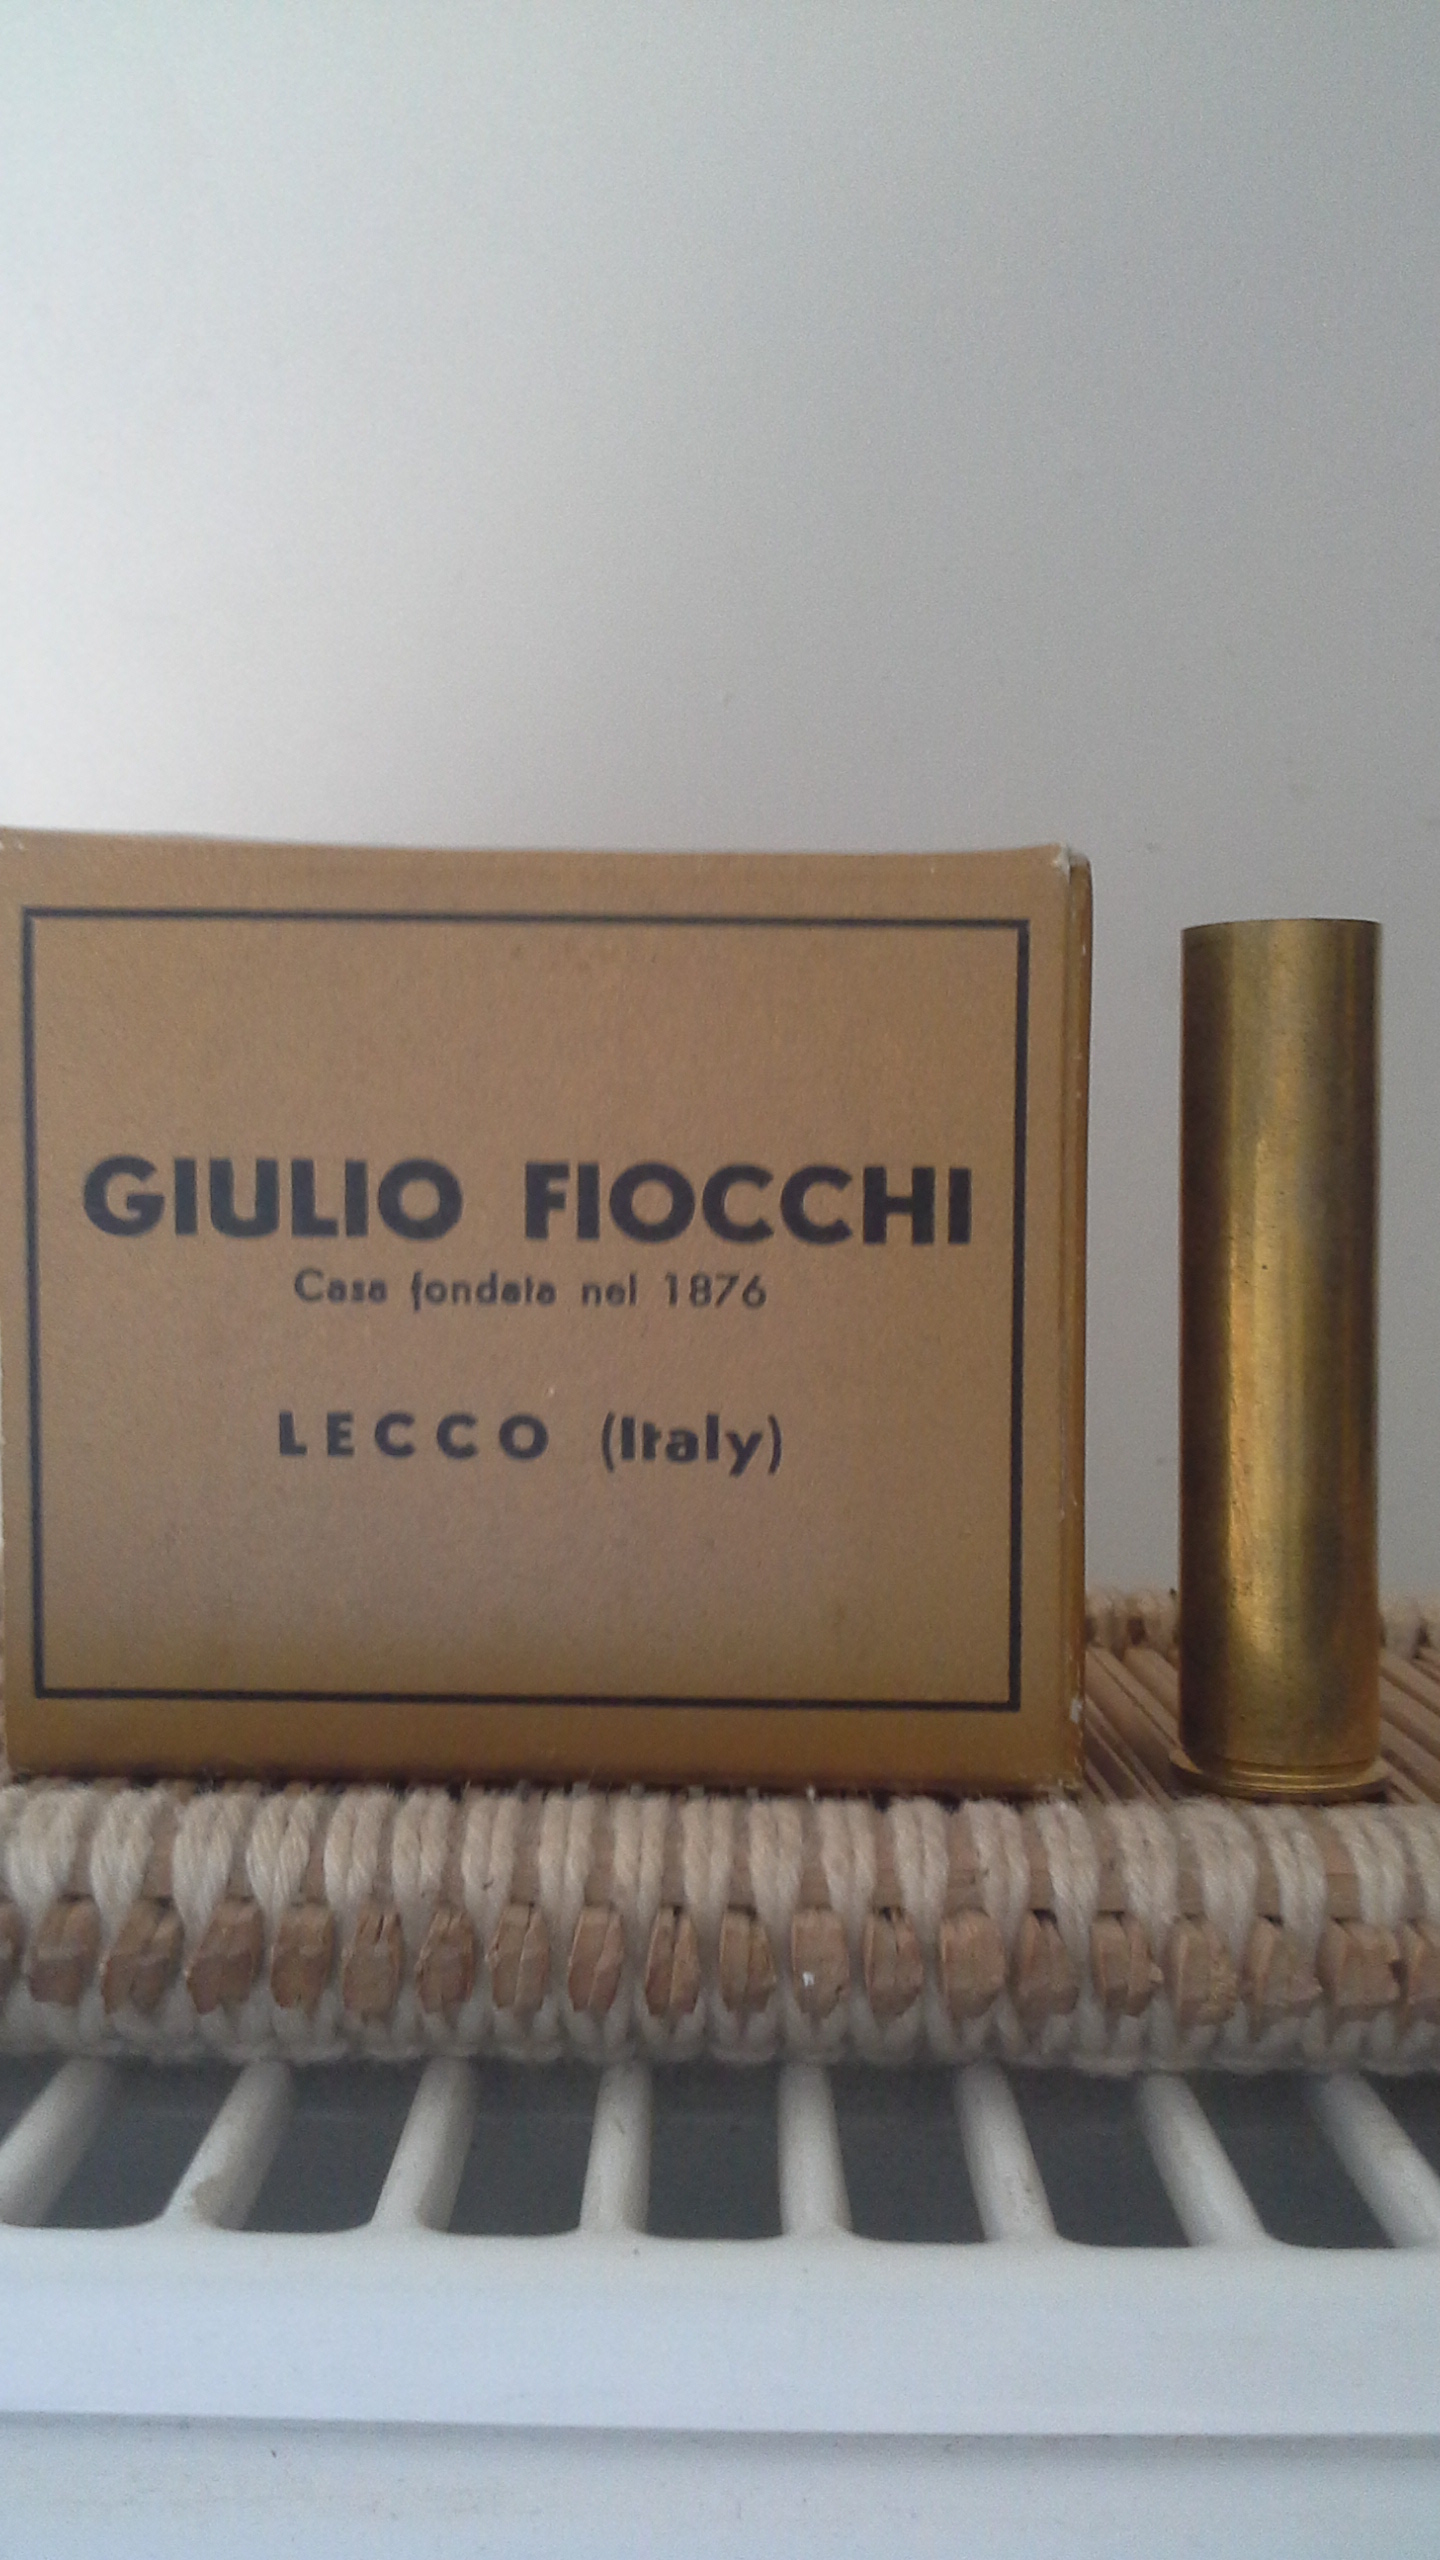 GIULIO FIOCCHI
Casa fondata nel 1876
LECCO (Italy)